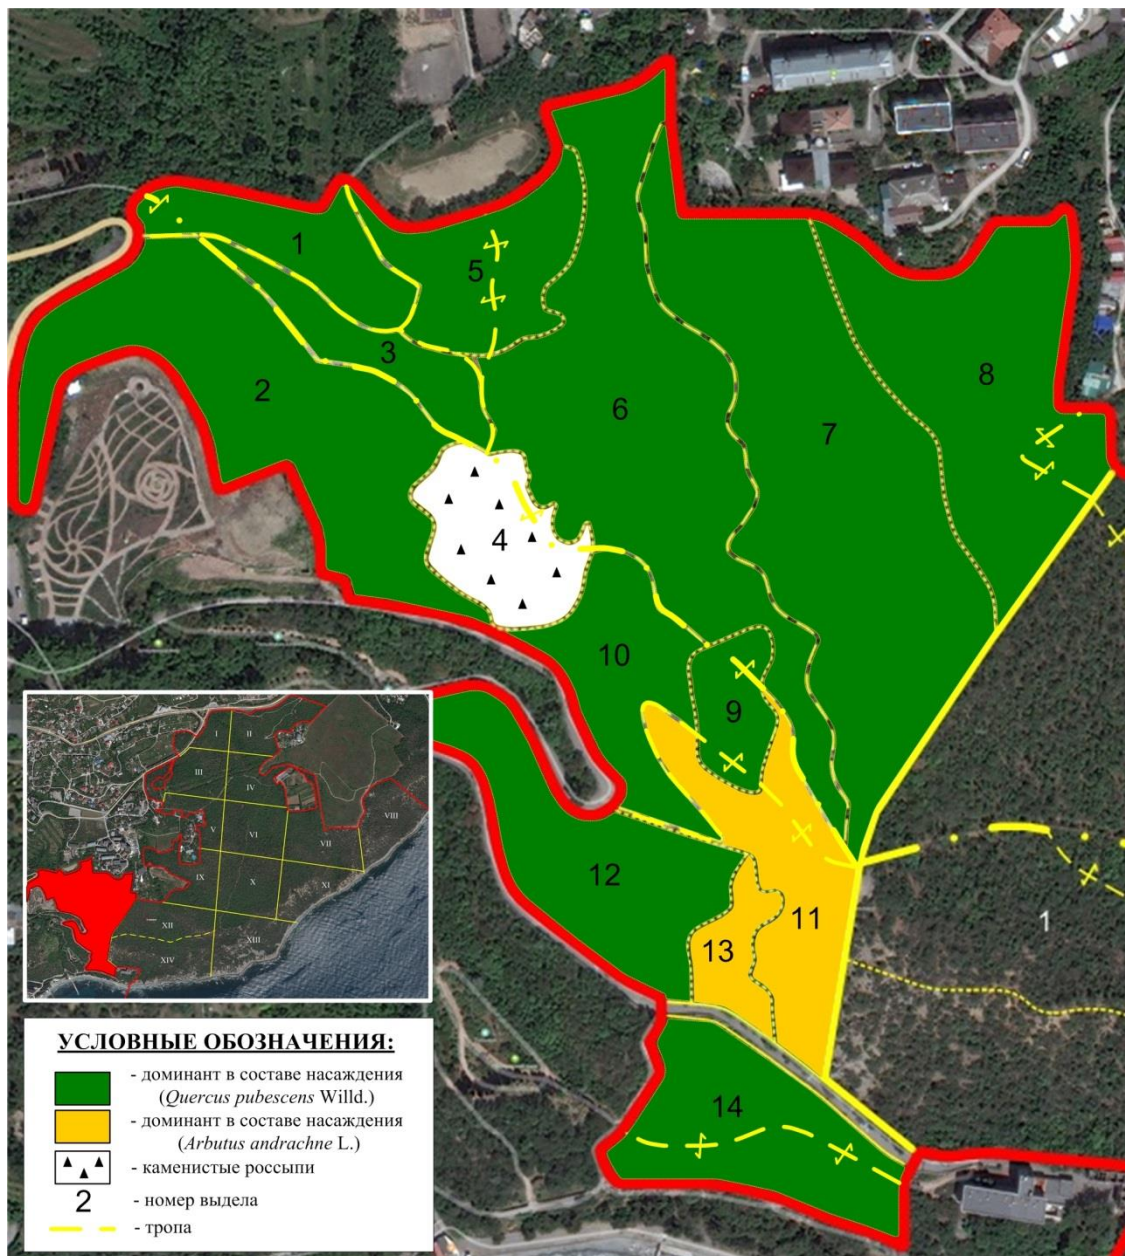 1
5
3
2
6
8
7
4
10
9
12
11
13
1
14
I
II
III
IV
V
VI
VII
VIII
IX
X
XI
XII
XIII
XIV
УСЛОВНЫЕ ОБОЗНАЧЕНИЯ:
- доминант в составе насаждения
(Quercus pubescens Willd.)
- доминант в составе насаждения
(Arbutus andrachne L.)
- каменистые россыпи
2 - номер выдела
- тропа